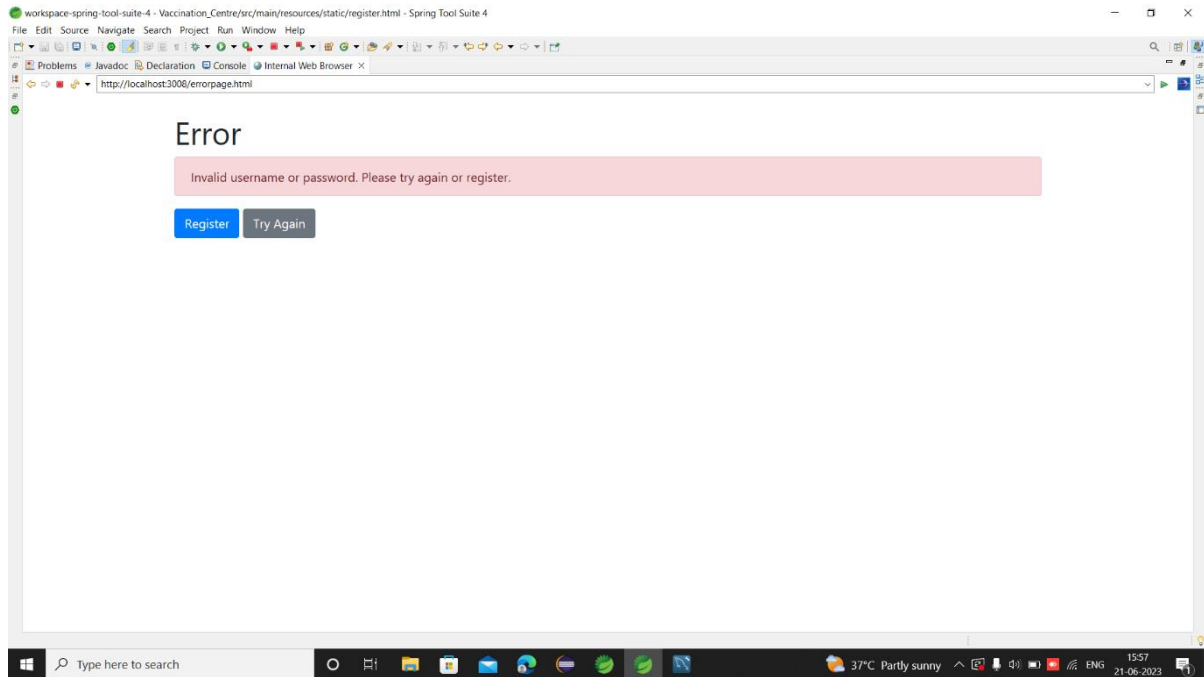 workspace-spring-tool-suite-4 - Vaccination_Centre/src/main/resources/static/register.html - Spring Tool Suite 4
File Edit Source Navigate Search Project Run Window Help
Problems Javadoc Declaration Console Internal Web Browser
http://localhost:3008/errorpage.html
Error
Invalid username or password. Please try again or register.
Register Try Again
Type here to search
37°C Partly sunny
ENG
15:57
21-06-2023
1